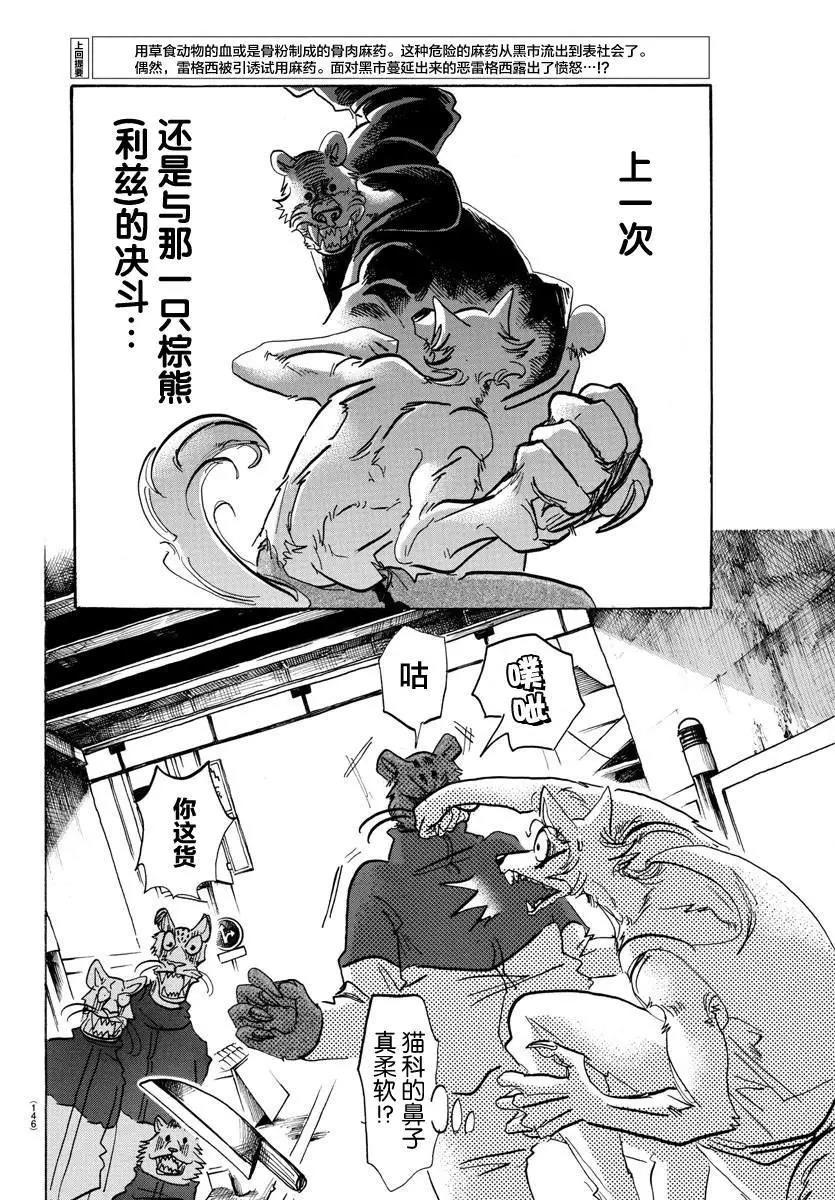 上回提要
用草食动物的血或是骨粉制成的骨肉麻药。这种危险的麻药从黑市流出到表社会了。
偶然，雷格西被引诱试用麻药。面对黑市蔓延出来的恶雷格西露出了愤怒…!?
上一次
还是与那一只棕熊
(利兹)的决斗…
噗哧
咕
你这货
猫科的鼻子
真柔软!?
(146)